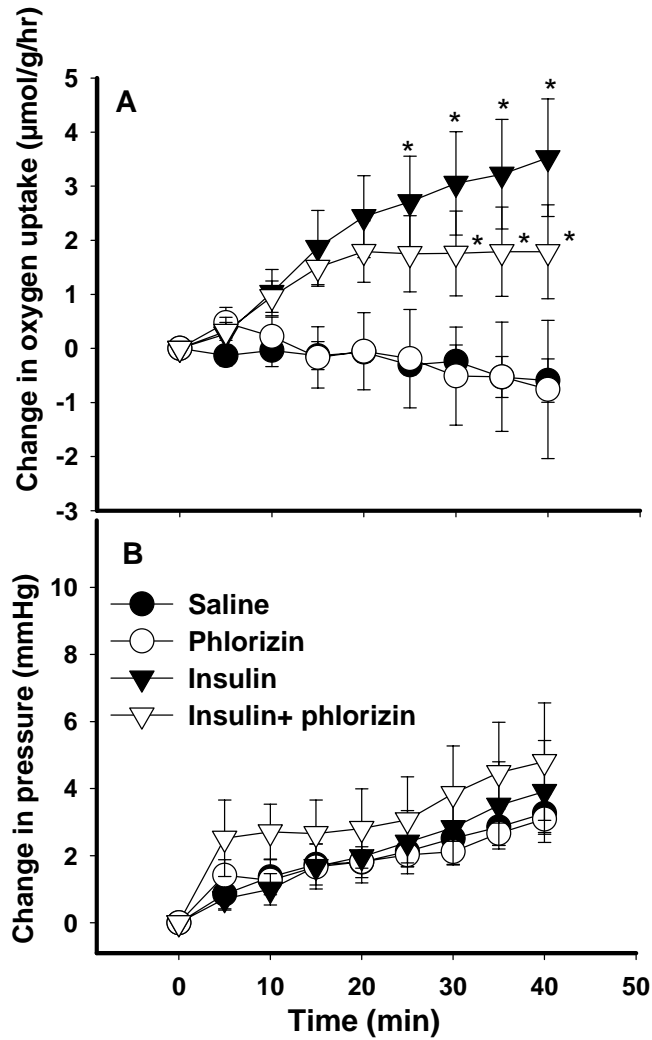 A
Change in oxygen uptake (µmol/g/hr)
5
4
3
2
1
0
-1
-2
-3
* * * *
* * *
B
Change in pressure (mmHg)
10
8
6
4
2
0
Saline
Phlorizin
Insulin
Insulin+ phlorizin
0 10 20 30 40 50
Time (min)